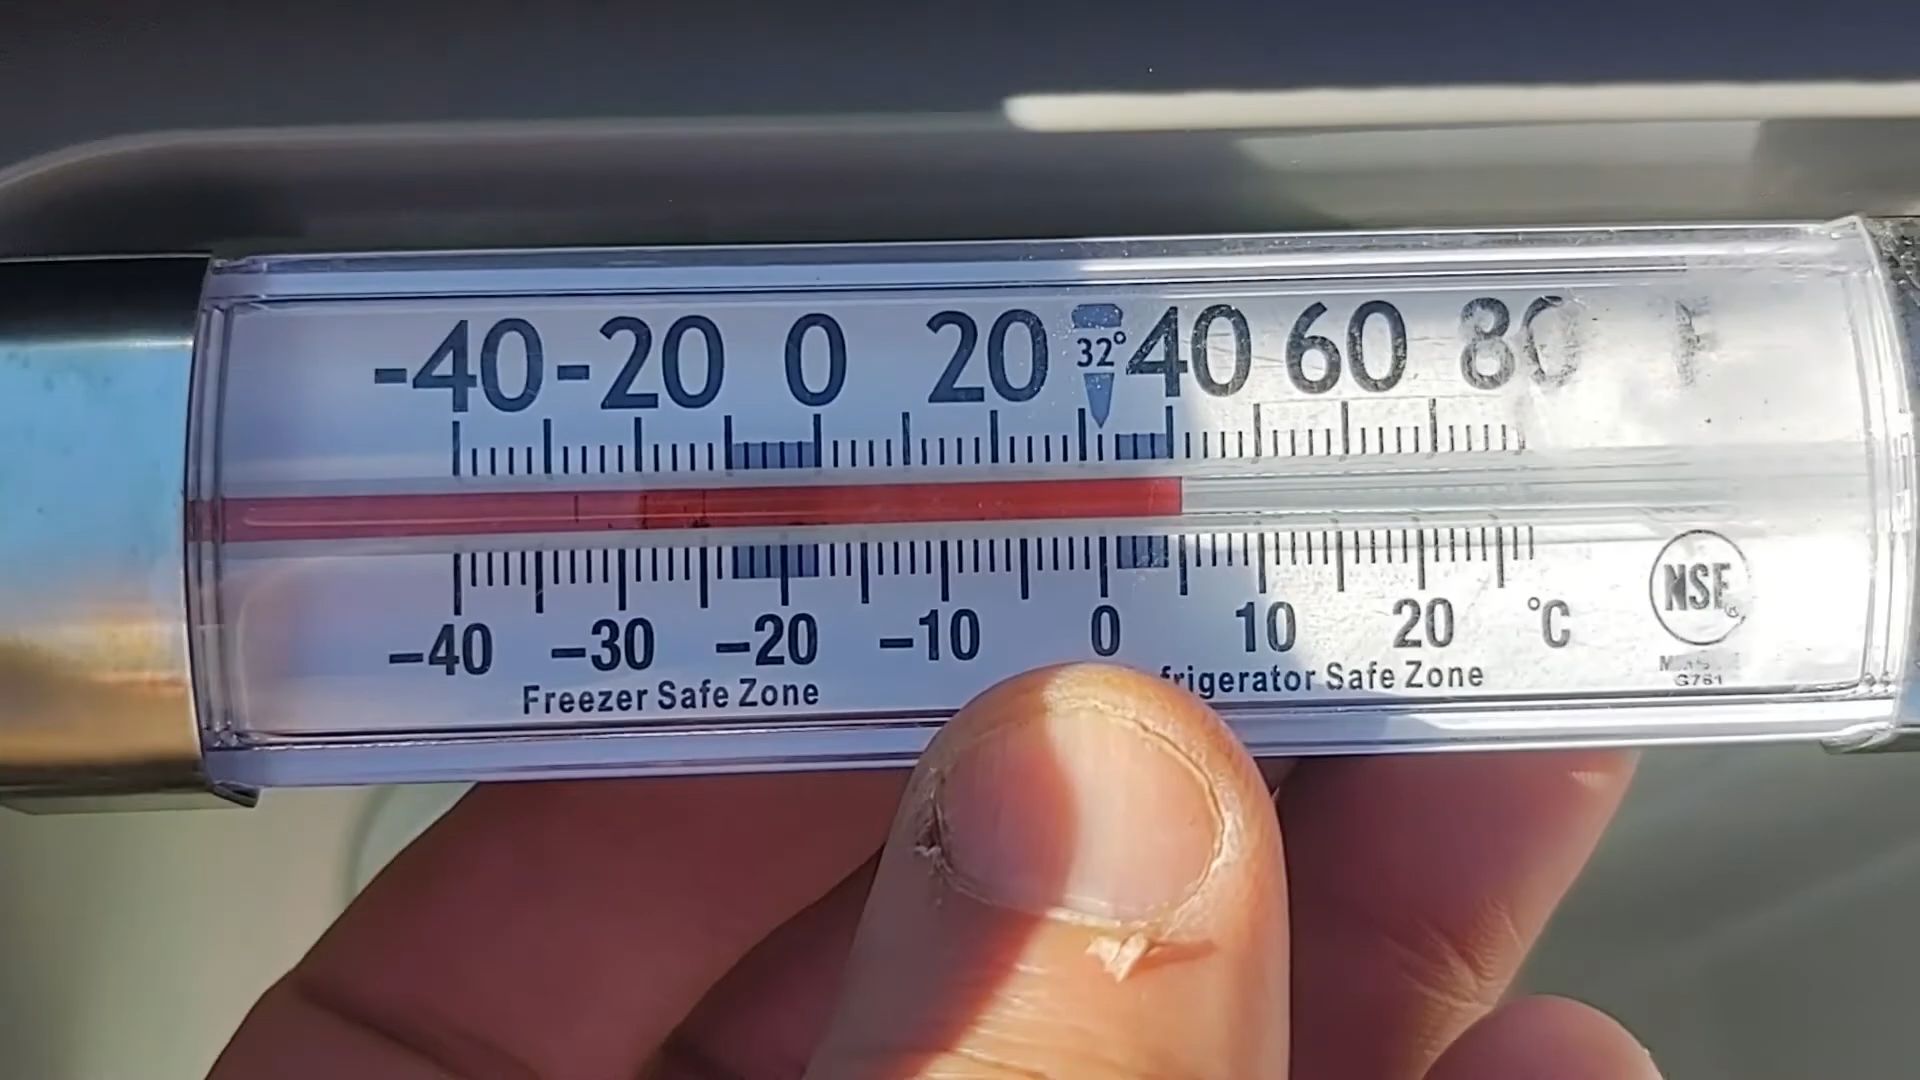 -40 -20 0 20 32° 40 60 80 F
-40 -30 -20 -10 0 10 20 °C
Freezer Safe Zone frigerator Safe Zone
NSF